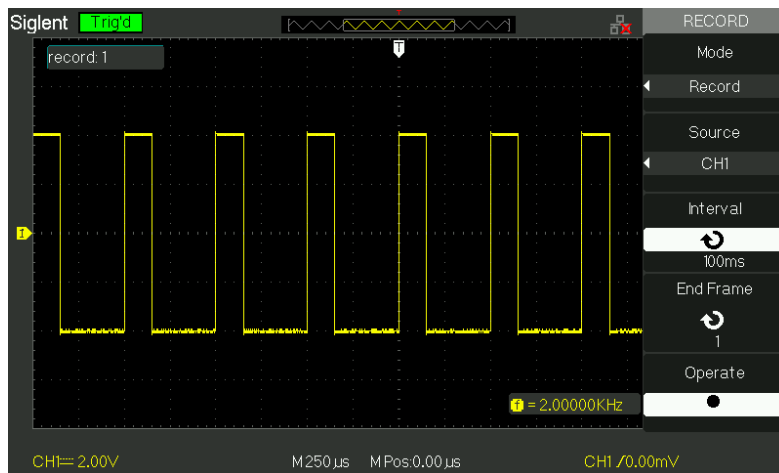 Siglent Trig'd
T
record: 1
RECORD
Mode
Record
Source
CH1
Interval
100ms
End Frame
1
Operate
f = 2.00000KHz
CH1 2.00V M 250μs M Pos:0.00μs CH1 /0.00mV